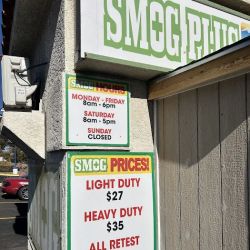 SMOG PLUS
SMOG HOURS
MONDAY - FRIDAY
8am - 6pm
SATURDAY
8am - 5pm
SUNDAY
CLOSED
SMOG PRICES!
LIGHT DUTY
$27
HEAVY DUTY
$35
ALL RETEST